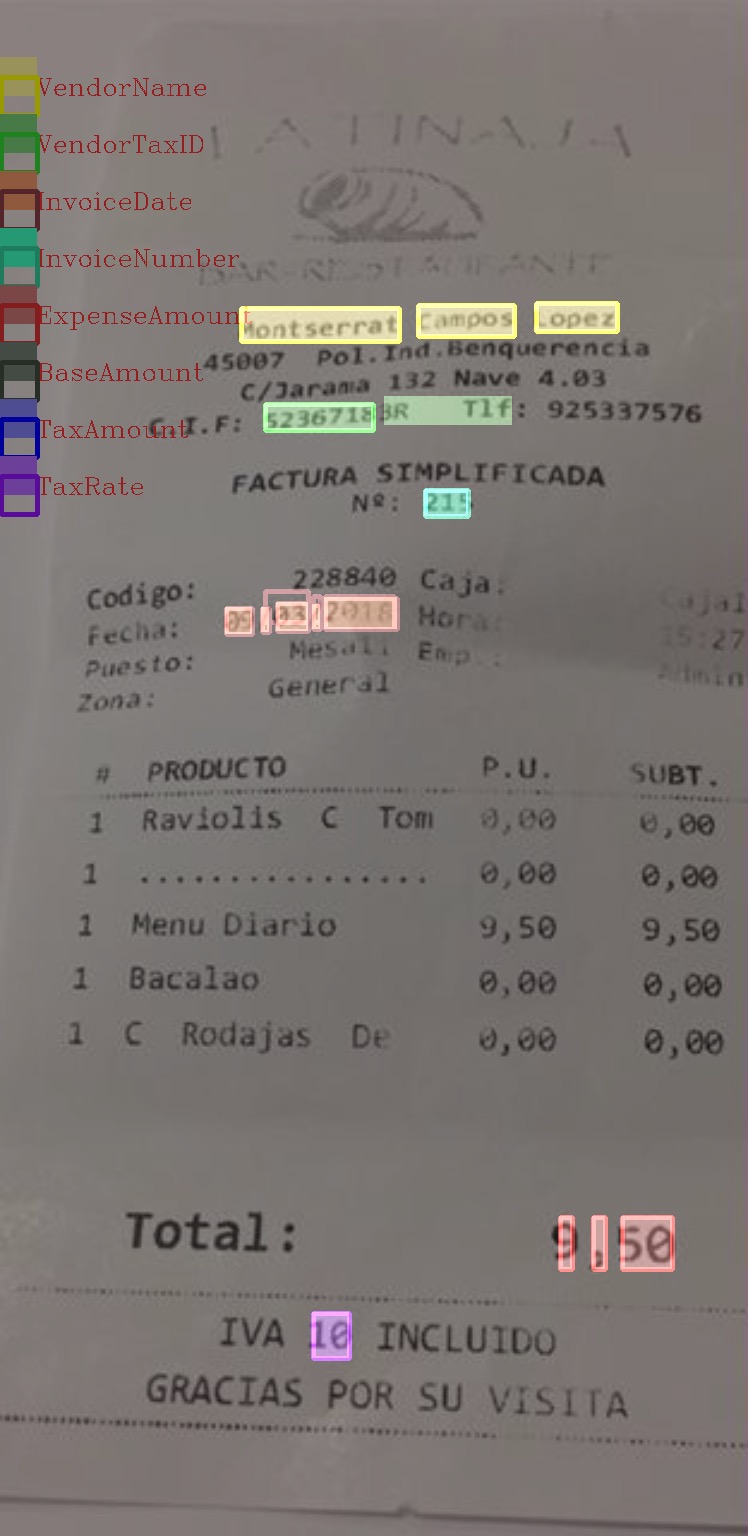 VendorName
VendorTaxID
InvoiceDate
InvoiceNumber
ExpenseAmount
BaseAmount
TaxAmount
TaxRate
LATINAJA
BAR-RESTAURANTE
Montserrat Campos Lopez
45007 Pol.Ind.Benquerencia
C/Jarama 132 Nave 4.03
C.I.F: 52367183R Tlf: 925337576
FACTURA SIMPLIFICADA
Nº: 215
Codigo: 228840 Caja: Caja1
Fecha: 09/03/2018 Hora: 15:27
Puesto: Mesa11 Emp.: Admin
Zona: General
# PRODUCTO P.U. SUBT.
1 Raviolis C Tom 0,00 0,00
1 ................ 0,00 0,00
1 Menu Diario 9,50 9,50
1 Bacalao 0,00 0,00
1 C Rodajas De 0,00 0,00
Total: 9,50
IVA 10 INCLUIDO
GRACIAS POR SU VISITA